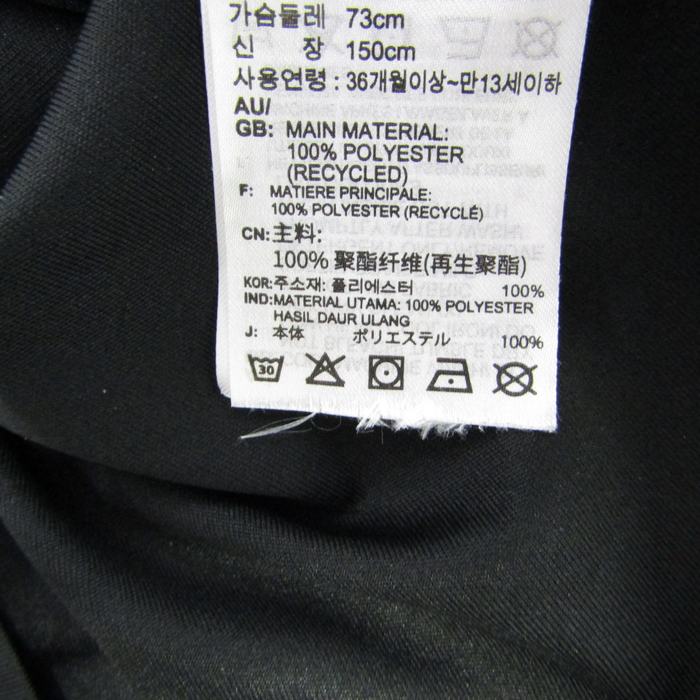 가슴둘레 73cm
신 장 150cm
사용연령 : 36개월이상~만13세이하
AU/
GB: MAIN MATERIAL:
100% POLYESTER
(RECYCLED)
F: MATIERE PRINCIPALE:
100% POLYESTER (RECYCLÉ)
CN:主料:
100% 聚酯纤维(再生聚酯)
KOR:주소재: 폴리에스터 100%
IND:MATERIAL UTAMA: 100% POLYESTER
HASIL DAUR ULANG
J: 本体 ポリエステル 100%
30